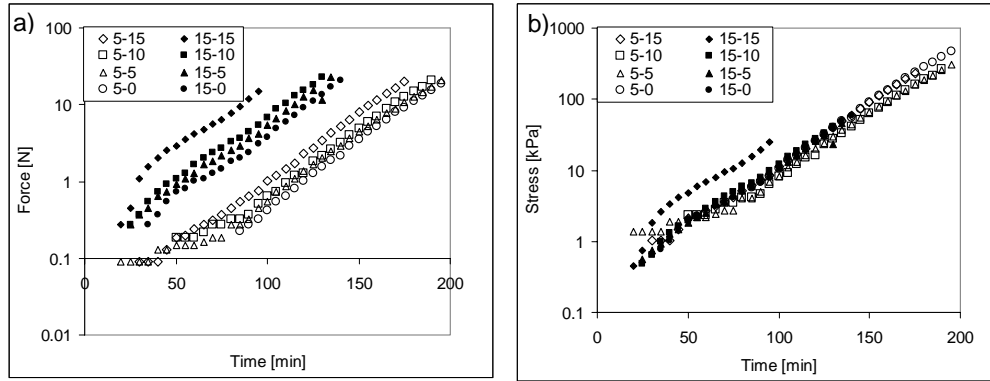 a)
100
10
1
0.1
0.01
Force [N]
◇ 5-15 ◆ 15-15
□ 5-10 ■ 15-10
△ 5-5 ▲ 15-5
○ 5-0 ● 15-0
0 50 100 150 200
Time [min]
b)
1000
100
10
1
0.1
Stress [kPa]
◇ 5-15 ◆ 15-15
□ 5-10 ■ 15-10
△ 5-5 ▲ 15-5
○ 5-0 ● 15-0
0 50 100 150 200
Time [min]